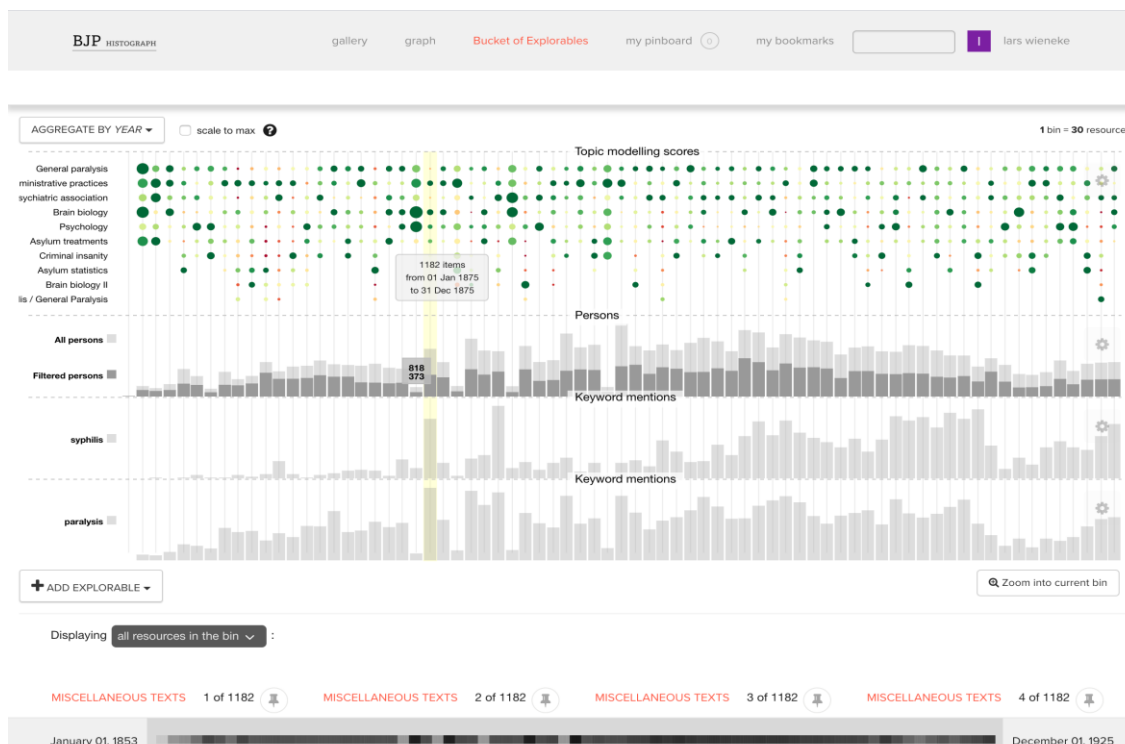 BJP HISTOGRAPH gallery graph Bucket of Explorables my pinboard 0 my bookmarks l lars wieneke
AGGREGATE BY YEAR scale to max ? 1 bin = 30 resource
Topic modelling scores
General paralysis
ministrative practices
sychiatric association
Brain biology
Psychology
Asylum treatments
Criminal insanity
Asylum statistics
Brain biology II
lis / General Paralysis
1182 items
from 01 Jan 1875
to 31 Dec 1875
Persons
All persons
818
Filtered persons 373
Keyword mentions
syphilis
Keyword mentions
paralysis
ADD EXPLORABLE Zoom into current bin
Displaying all resources in the bin :
MISCELLANEOUS TEXTS 1 of 1182 MISCELLANEOUS TEXTS 2 of 1182 MISCELLANEOUS TEXTS 3 of 1182 MISCELLANEOUS TEXTS 4 of 1182
January 01, 1853 December 01, 1925